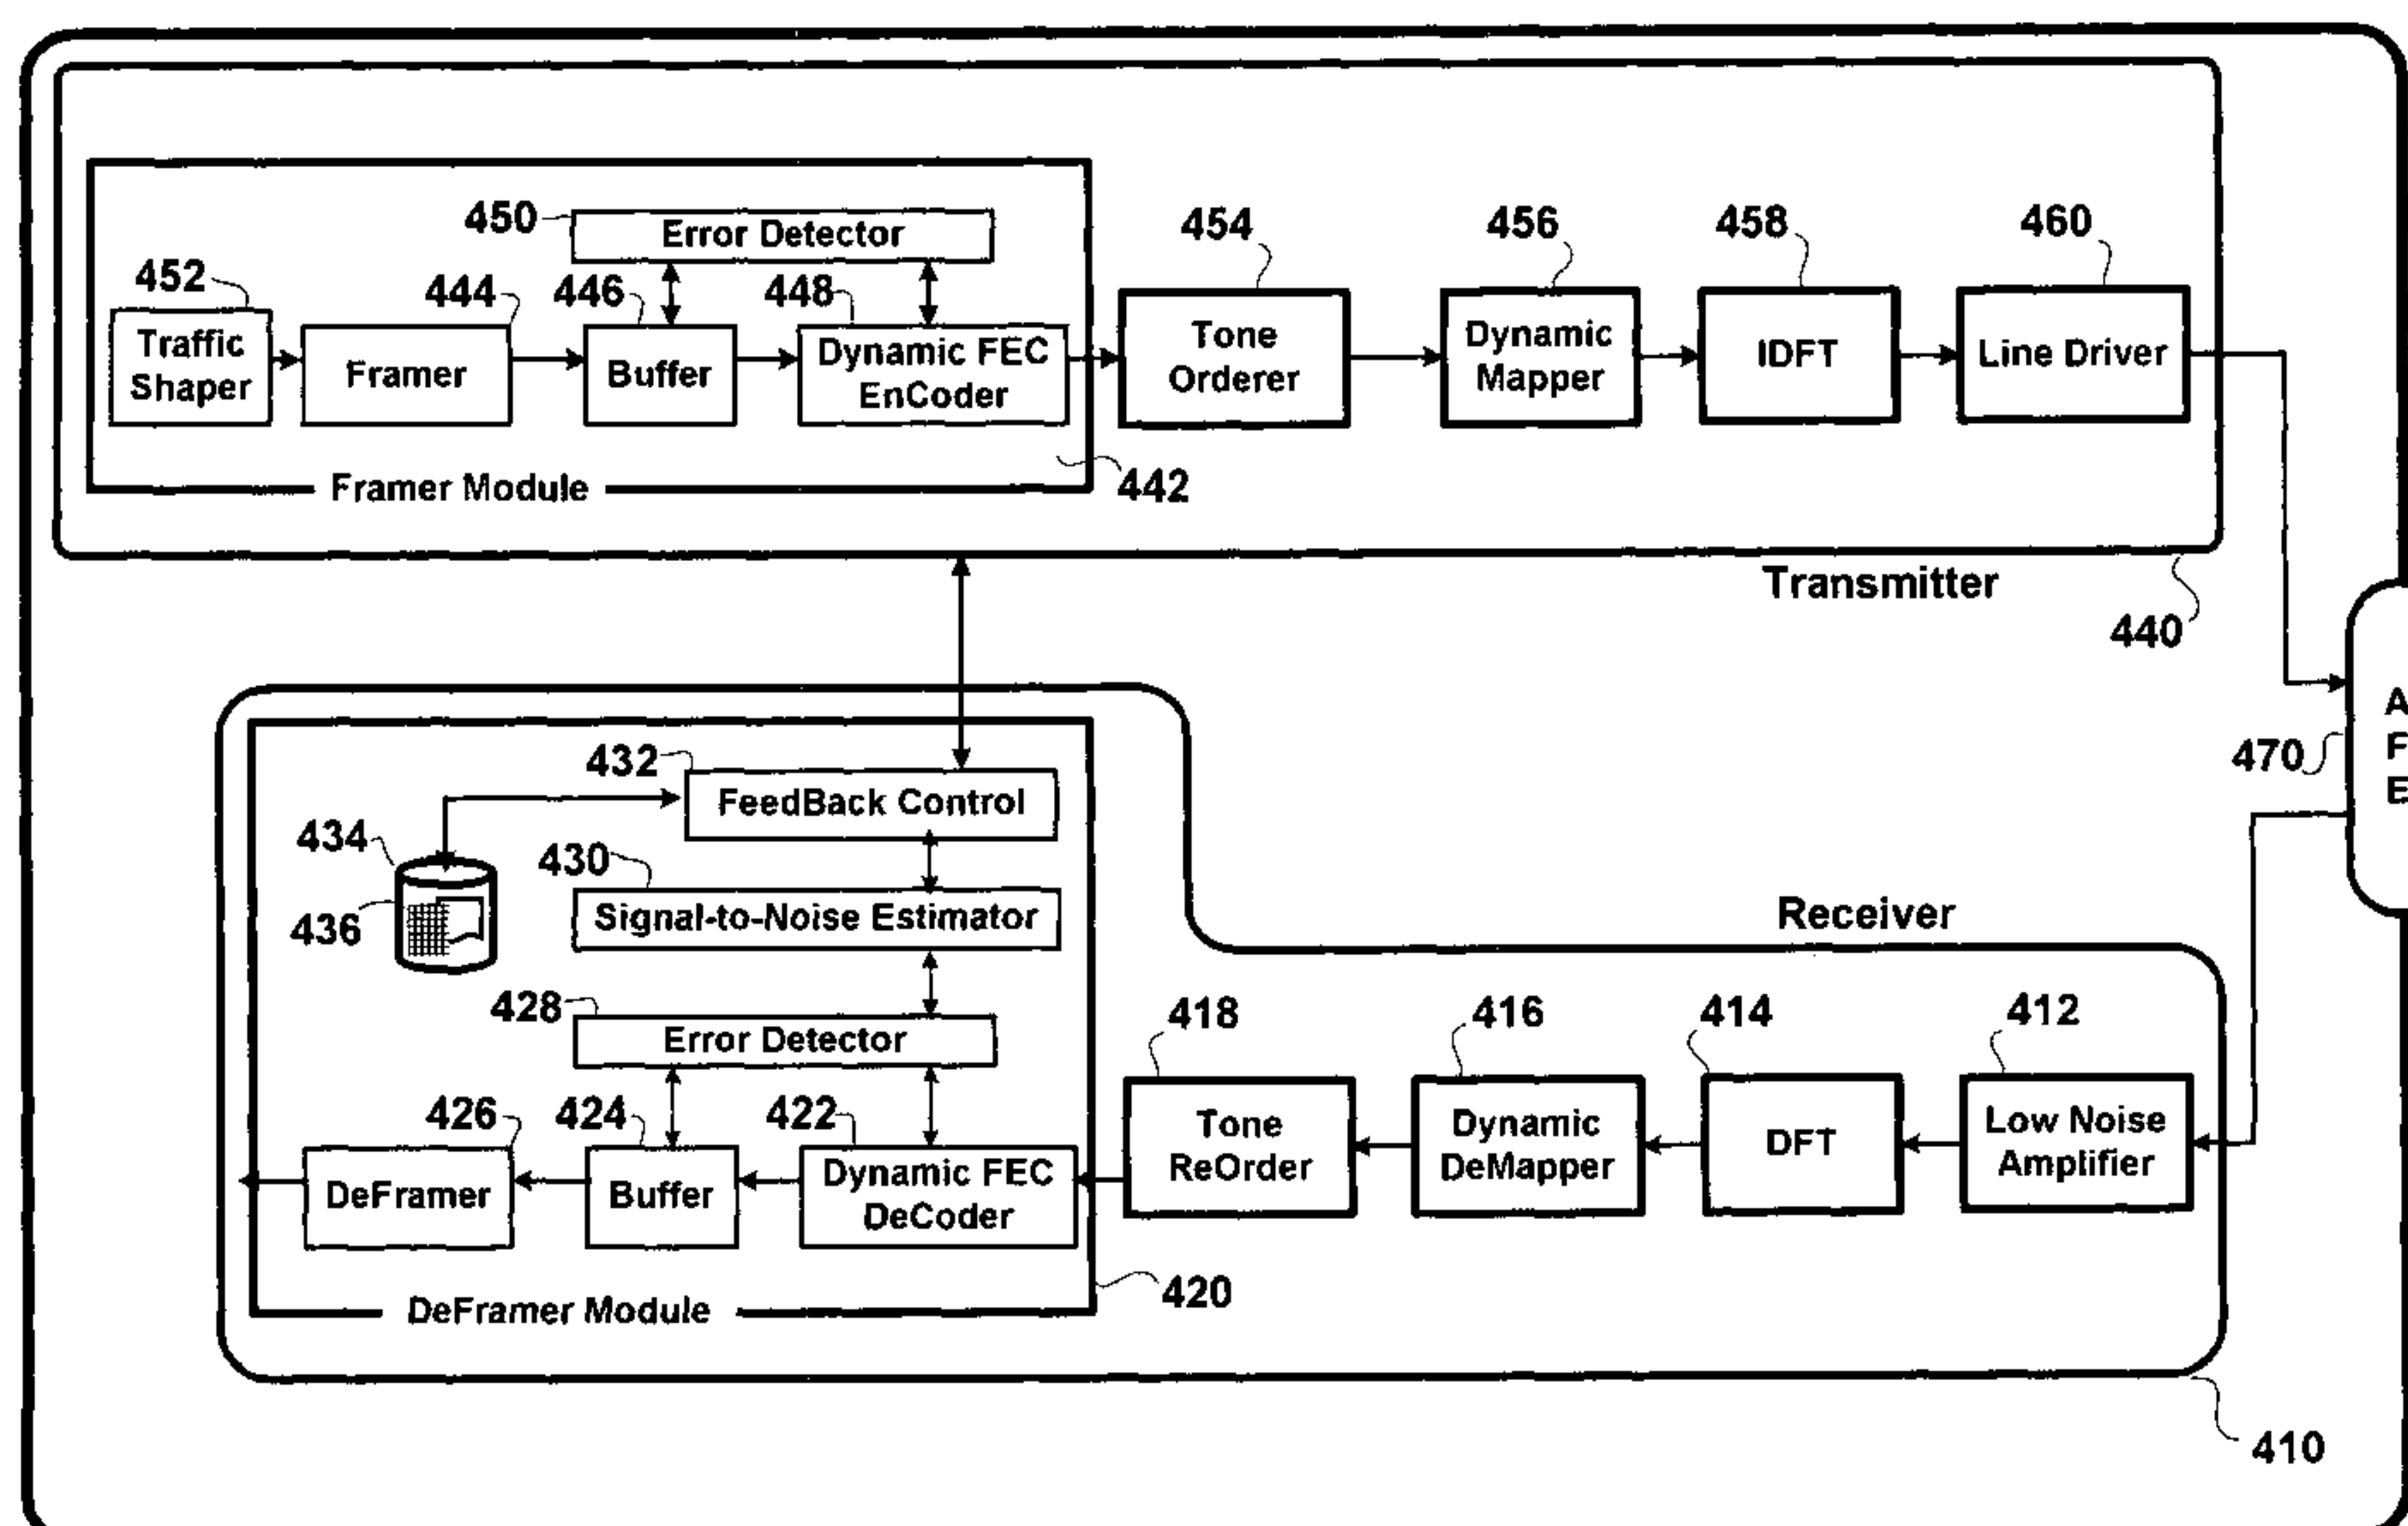 450
Error Detector
452
444
446
448
454
456
458
460
Traffic
Shaper
Framer
Buffer
Dynamic FEC
EnCoder
Tone
Orderer
Dynamic
Mapper
IDFT
Line Driver
Framer Module
442
Transmitter
440
432
FeedBack Control
434
430
436
Signal-to-Noise Estimator
428
Error Detector
A
F
E
470
Receiver
426
424
422
418
416
414
412
DeFramer
Buffer
Dynamic FEC
DeCoder
Tone
ReOrder
Dynamic
DeMapper
DFT
Low Noise
Amplifier
DeFramer Module
420
410